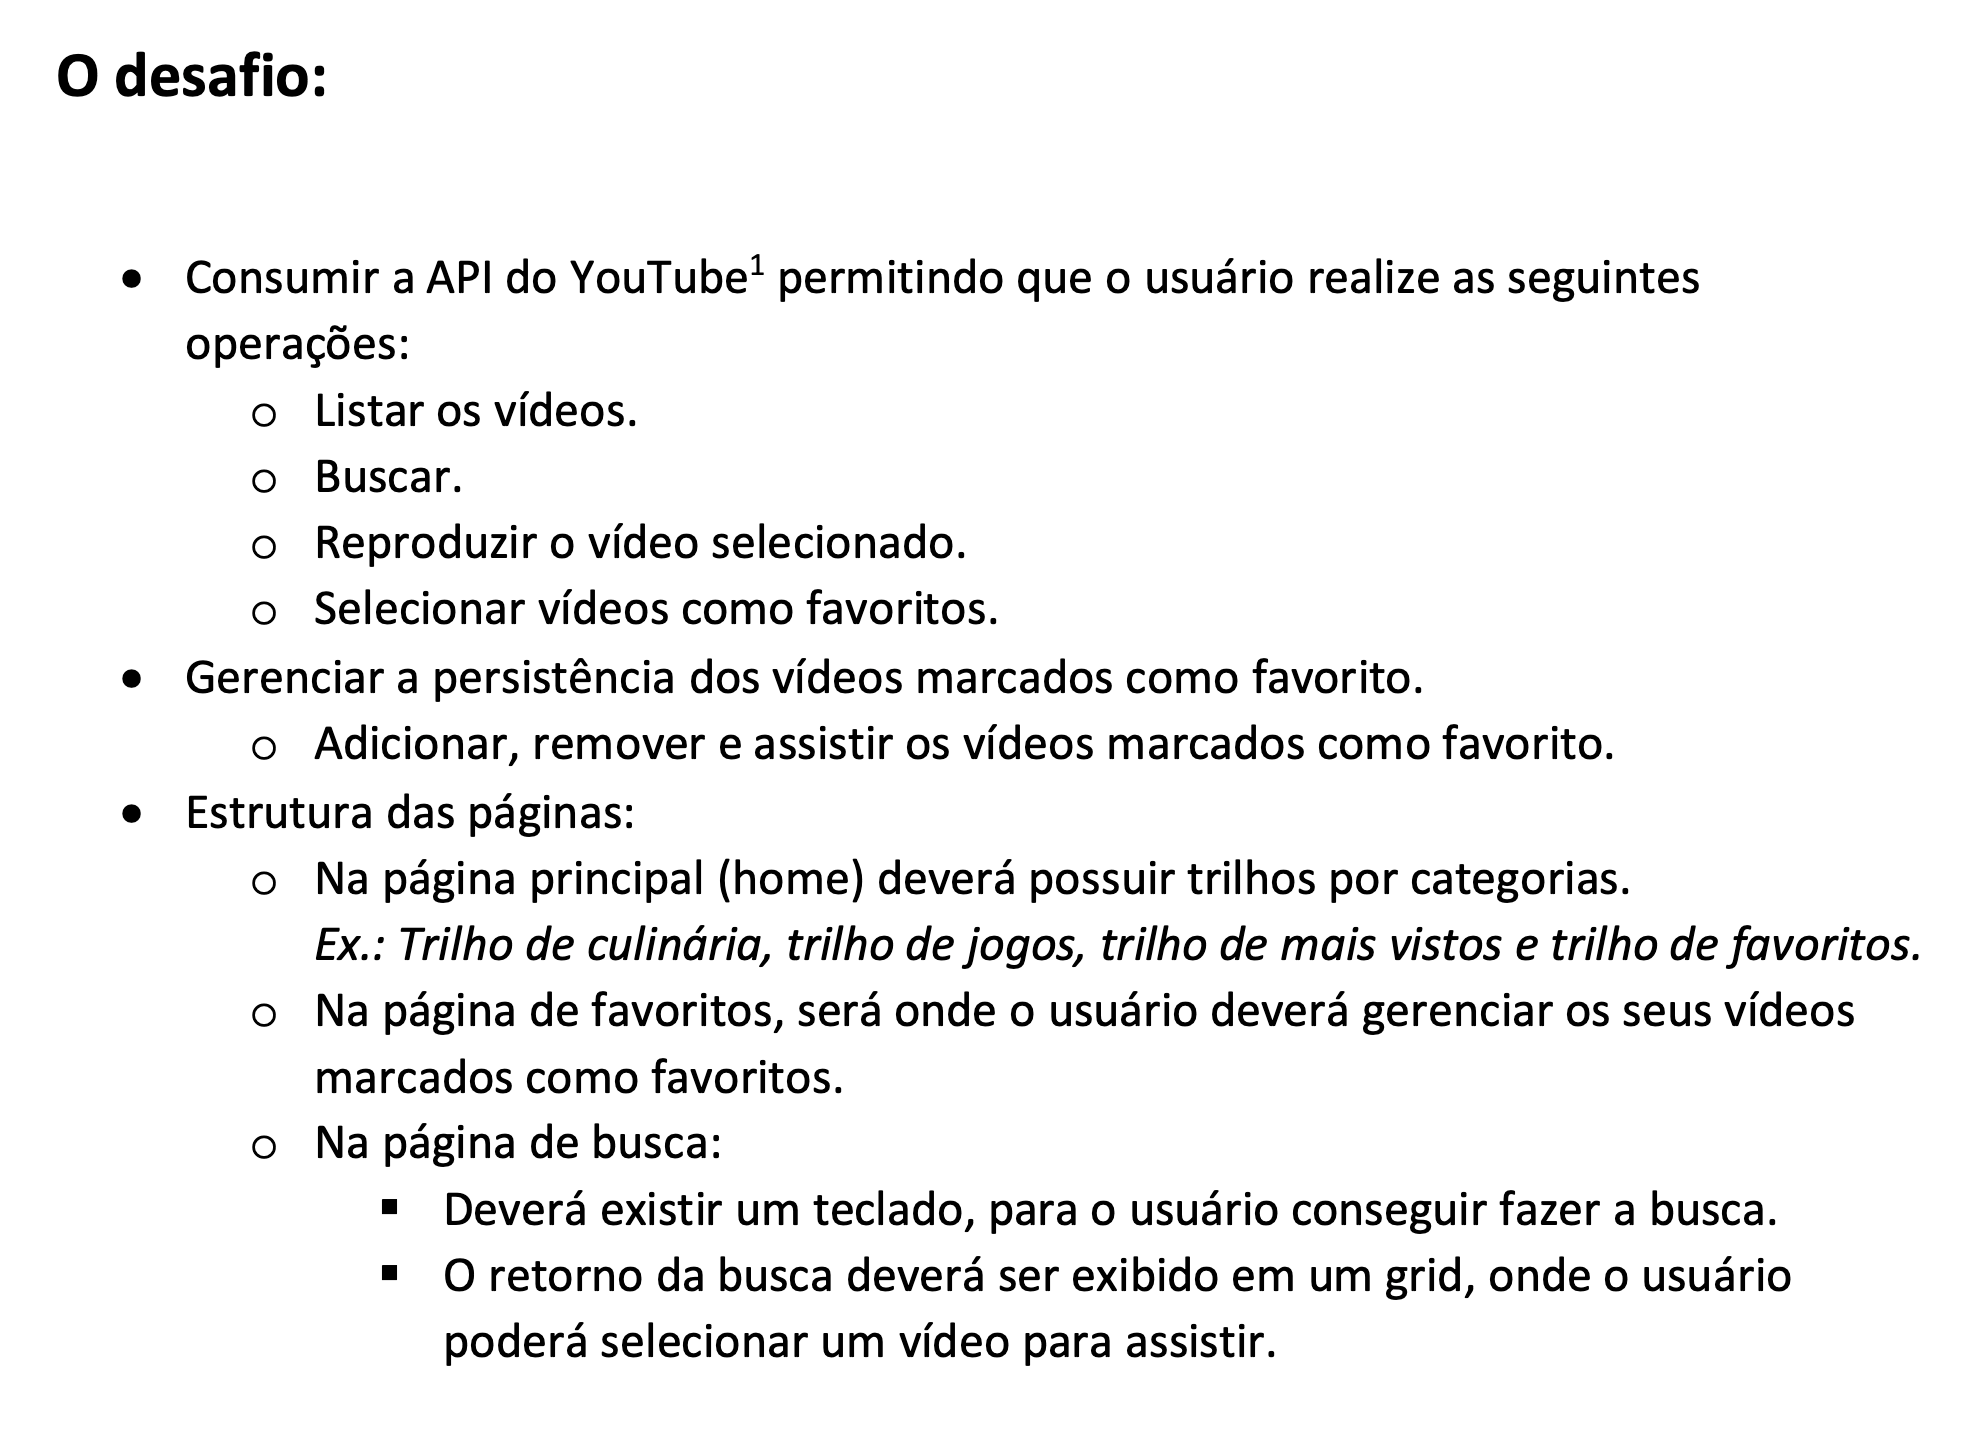 O desafio:
• Consumir a API do YouTube¹ permitindo que o usuário realize as seguintes
operações:
o Listar os vídeos.
o Buscar.
o Reproduzir o vídeo selecionado.
o Selecionar vídeos como favoritos.
• Gerenciar a persistência dos vídeos marcados como favorito.
o Adicionar, remover e assistir os vídeos marcados como favorito.
• Estrutura das páginas:
o Na página principal (home) deverá possuir trilhos por categorias.
Ex.: Trilho de culinária, trilho de jogos, trilho de mais vistos e trilho de favoritos.
o Na página de favoritos, será onde o usuário deverá gerenciar os seus vídeos
marcados como favoritos.
o Na página de busca:
▪ Deverá existir um teclado, para o usuário conseguir fazer a busca.
▪ O retorno da busca deverá ser exibido em um grid, onde o usuário
poderá selecionar um vídeo para assistir.